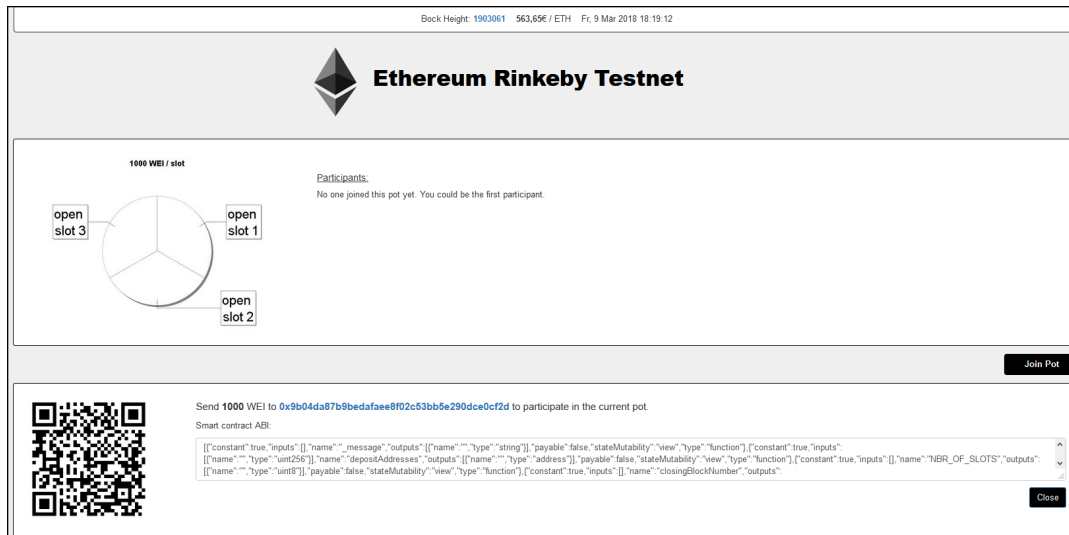 Bock Height: 1903061 563,65€ / ETH Fr, 9 Mär 2018 18:19:12
Ethereum Rinkeby Testnet
1000 WEI / slot
Participants:
No one joined this pot yet. You could be the first participant.
open
slot 3
open
slot 1
open
slot 2
Join Pot
Send 1000 WEI to 0x9b04da87b9bedafaee8f02c53bb5e290dce0cf2d to participate in the current pot.
Smart contract ABI:
[{"constant":true,"inputs":[],"name":"_message","outputs":[{"name":"","type":"string"}],"payable":false,"stateMutability":"view","type":"function"},{"constant":true,"inputs":
[{"name":"","type":"uint256"}],"name":"depositAddresses","outputs":[{"name":"","type":"address"}],"payable":false,"stateMutability":"view","type":"function"},{"constant":true,"inputs":[],"name":"NBR_OF_SLOTS","outputs":
[{"name":"","type":"uint8"}],"payable":false,"stateMutability":"view","type":"function"},{"constant":true,"inputs":[],"name":"closingBlockNumber","outputs":
Close